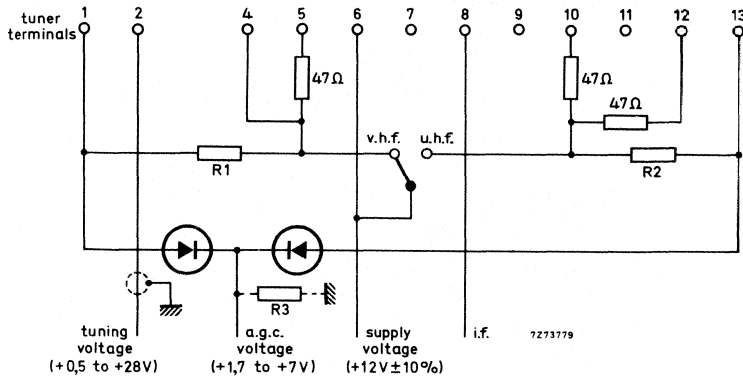 tuner terminals
1 2 4 5 6 7 8 9 10 11 12 13
47Ω
47Ω
47Ω
v.h.f. u.h.f.
R1
R2
R3
tuning voltage (+0,5 to +28V)
a.g.c. voltage (+1,7 to +7V)
supply voltage (+12V±10%)
i.f.
7Z73779